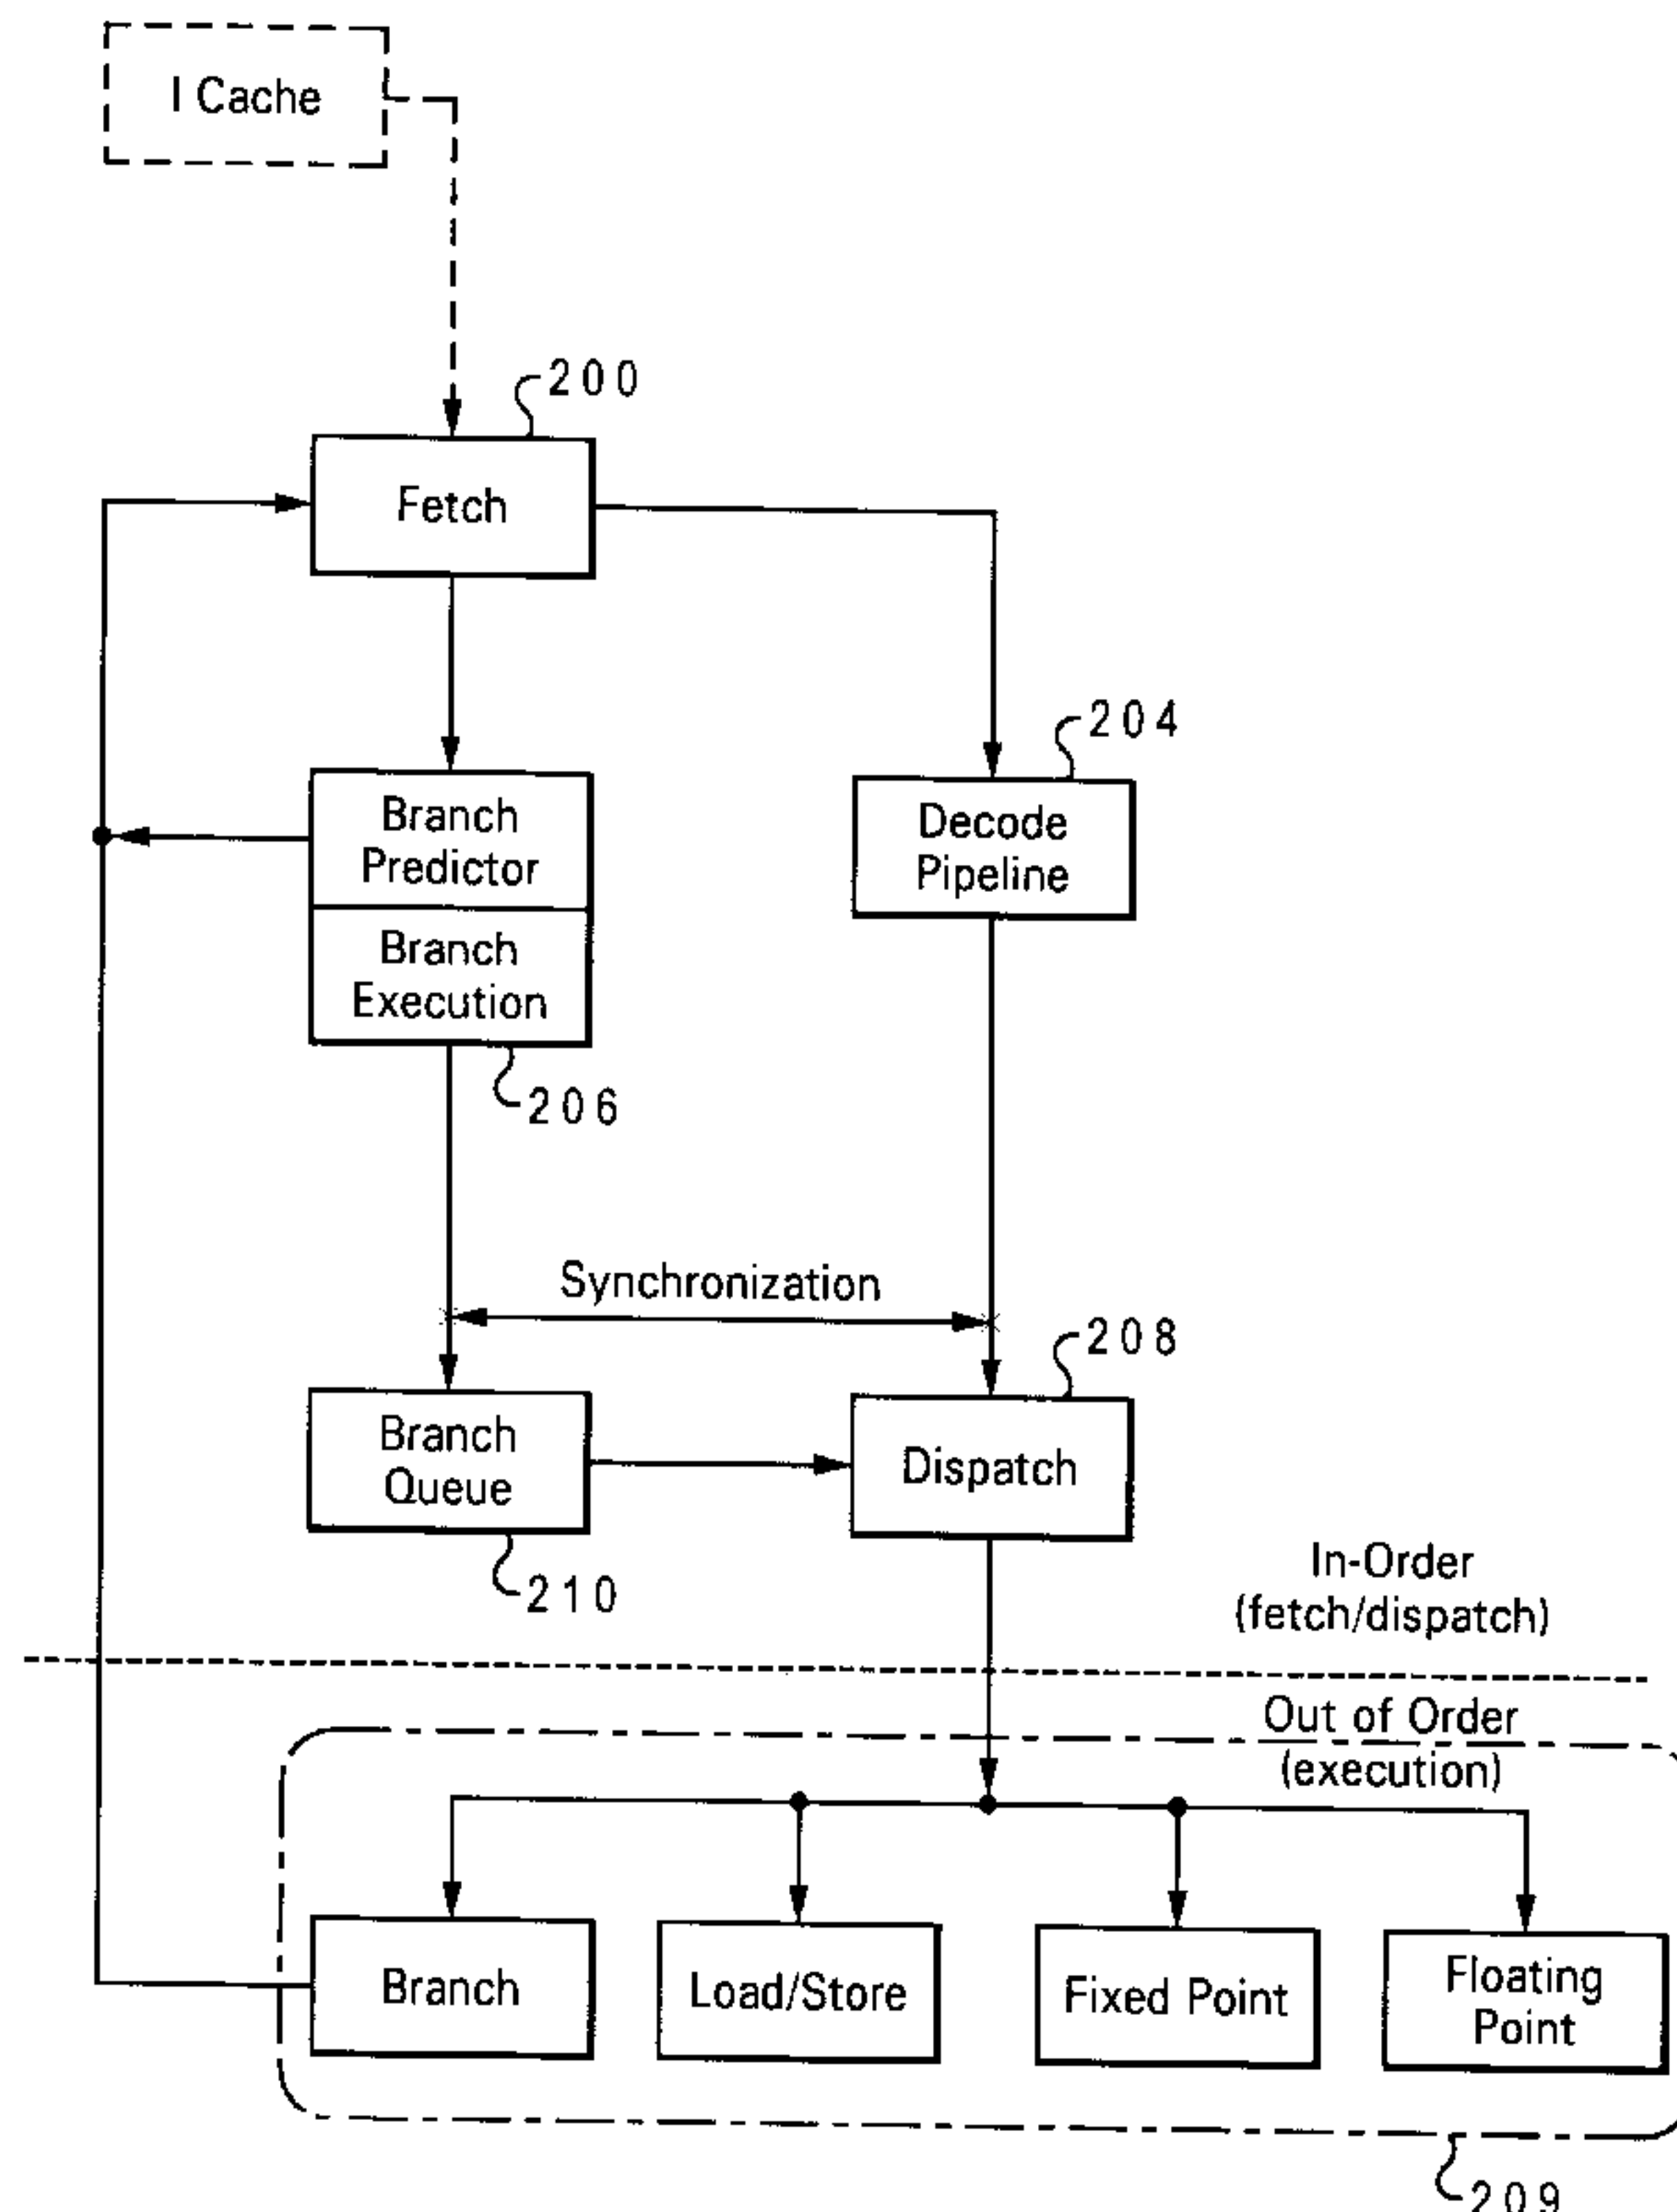 I Cache
200
Fetch
204
Branch
Predictor
Decode
Pipeline
Branch
Execution
206
Synchronization
208
Branch
Queue
Dispatch
210
In-Order
(fetch/dispatch)
Out of Order
(execution)
Branch
Load/Store
Fixed Point
Floating
Point
209